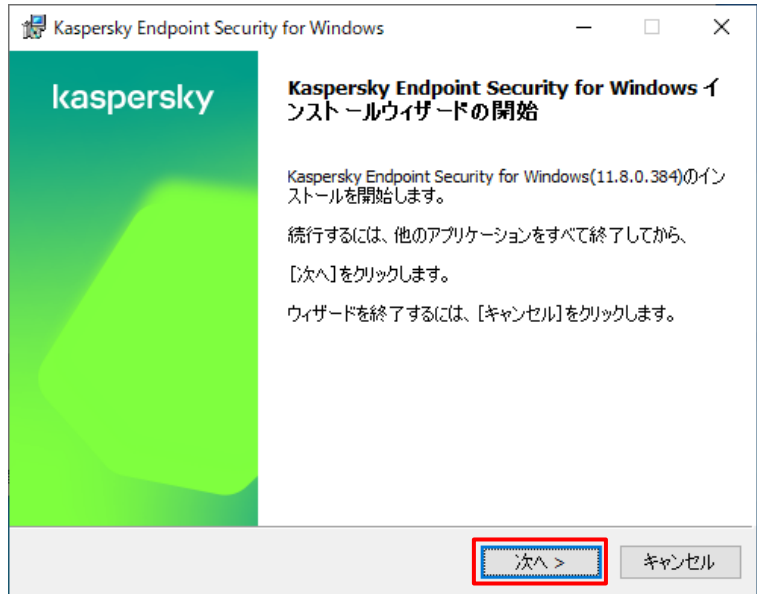 Kaspersky Endpoint Security for Windows
kaspersky
Kaspersky Endpoint Security for Windows イ
ンストールウィザードの開始
Kaspersky Endpoint Security for Windows(11.8.0.384)のイン
ストールを開始します。
続行するには、他のアプリケーションをすべて終了してから、
[次へ]をクリックします。
ウィザードを終了するには、[キャンセル]をクリックします。
次へ >
キャンセル